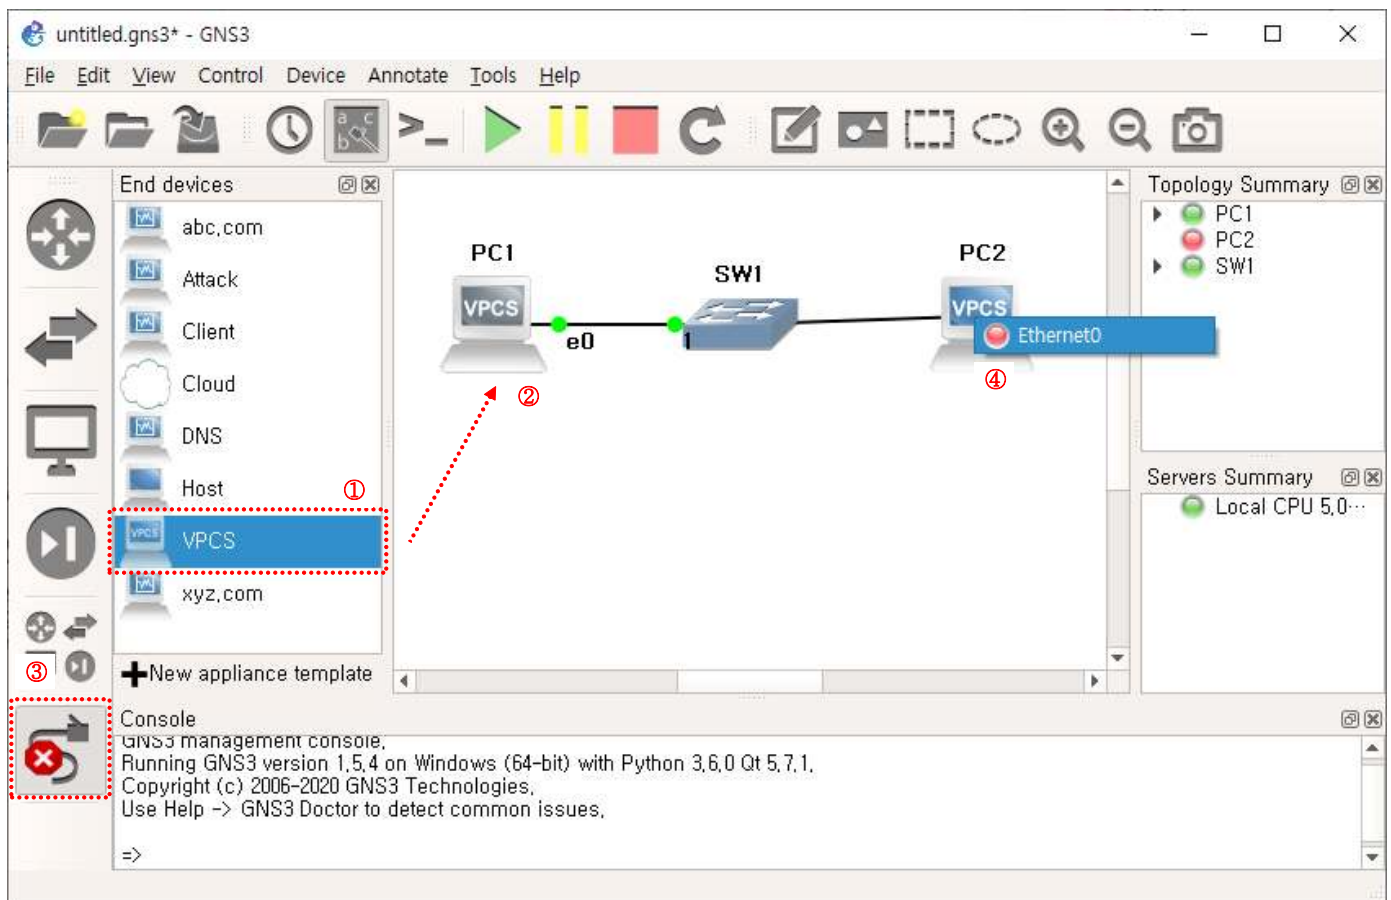 untitled.gns3* - GNS3
File Edit View Control Device Annotate Tools Help
End devices
abc.com
Attack
Client
Cloud
DNS
Host
①
VPCS
xyz.com
New appliance template
③
PC1
VPCS
e0
②
SW1
1
PC2
VPCS
Ethernet0
④
Topology Summary
PC1
PC2
SW1
Servers Summary
Local CPU 5,0…
Console
GNS3 management console.
Running GNS3 version 1.5.4 on Windows (64-bit) with Python 3.6.0 Qt 5.7.1.
Copyright (c) 2006-2020 GNS3 Technologies.
Use Help -> GNS3 Doctor to detect common issues.
=>